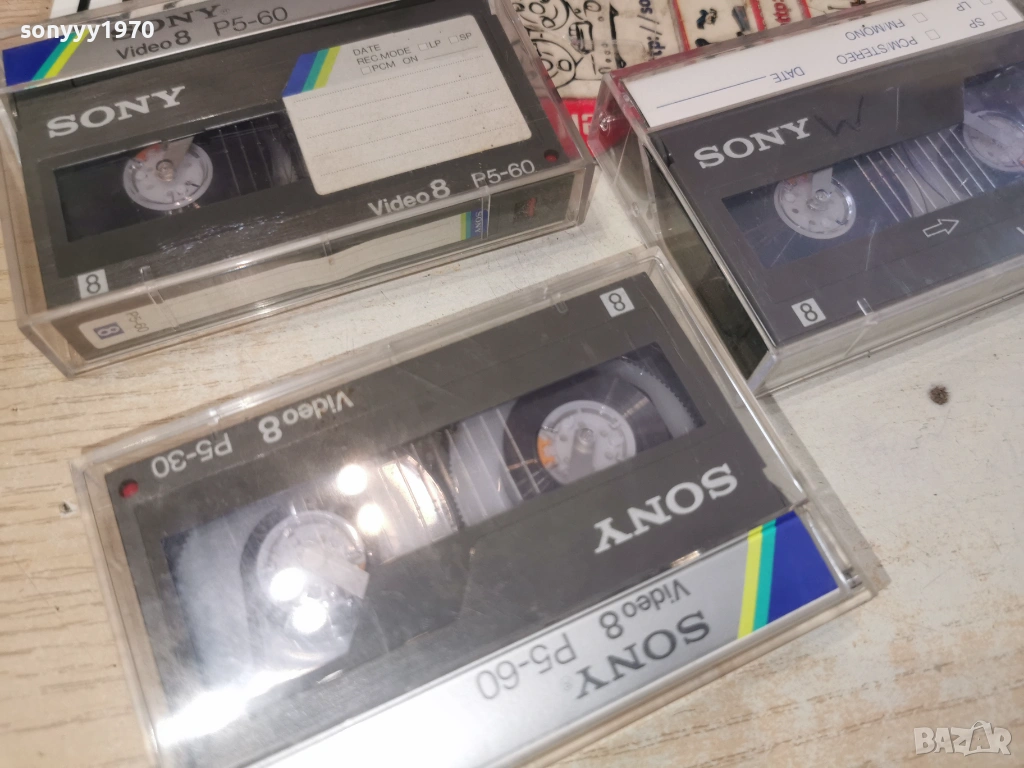 sonyyy1970
SONY
Video 8 P5-60
SONY
DATE
REC.MODE □LP □SP
□PCM ON
Video 8 P5-60
8
8 P5-60
SONY
SP
LP
PCM/STEREO
FM/MONO
DATE
SONY W
8
8
Video 8 P5-30
SONY
SONY
Video 8 P5-60
BAZAR